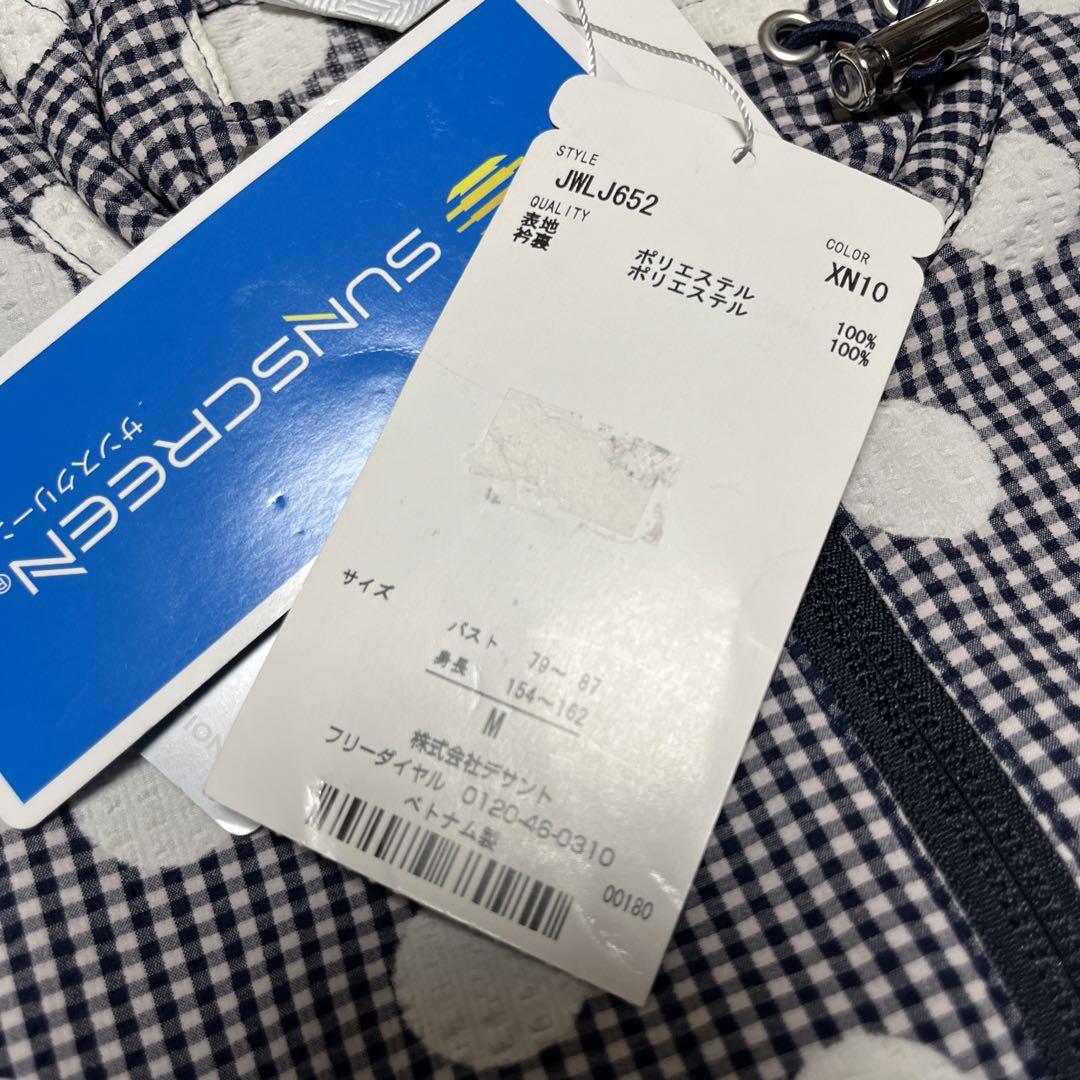 SUNSCREEN®
サンスクリーン
STYLE
JWLJ652
COLOR
XN10
QUALITY
表地 ポリエステル 100%
衿裏 ポリエステル 100%
サイズ
バスト 79～ 87
身長 154～162
M
株式会社デサント
フリーダイヤル 0120-46-0310
ベトナム製
00180